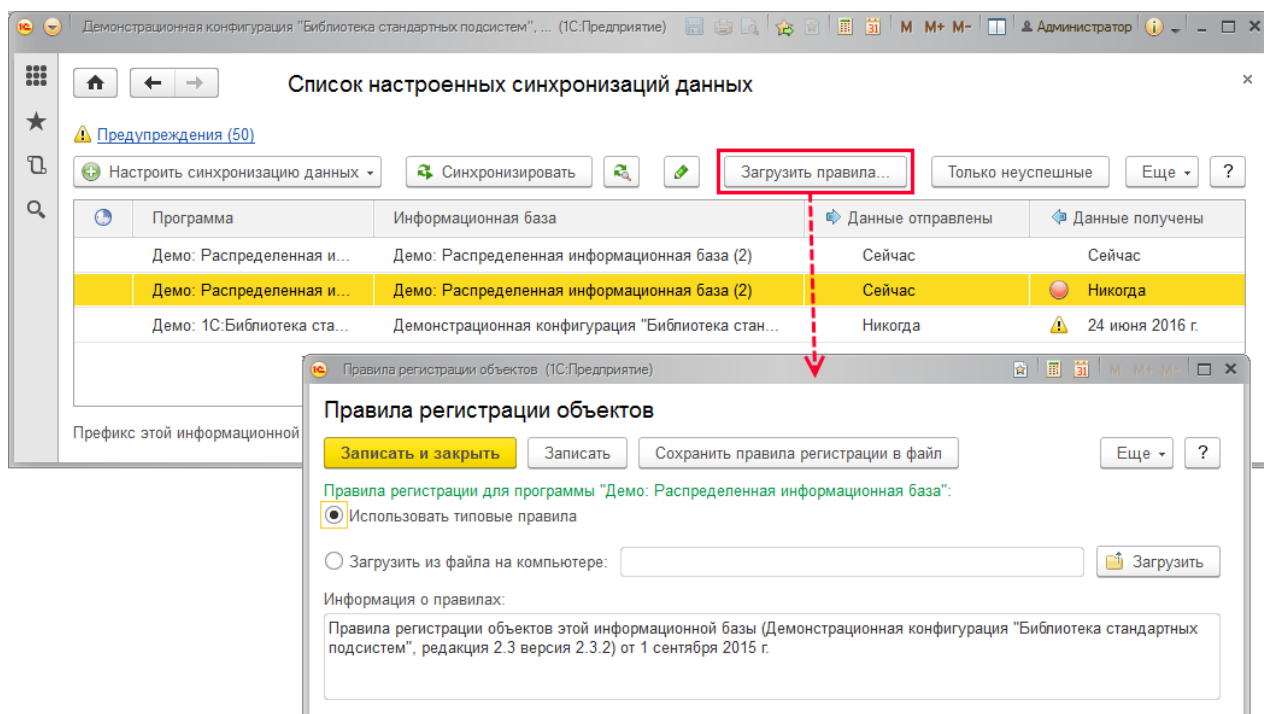 Демонстрационная конфигурация "Библиотека стандартных подсистем", ... (1С:Предприятие) 31 M M+ M- Администратор
Список настроенных синхронизаций данных
Предупреждения (50)
Настроить синхронизацию данных Синхронизировать Загрузить правила... Только неуспешные Еще ?
Программа Информационная база Данные отправлены Данные получены
Демо: Распределенная и... Демо: Распределенная информационная база (2) Сейчас Сейчас
Демо: Распределенная и... Демо: Распределенная информационная база (2) Сейчас Никогда
Демо: 1С:Библиотека ста... Демонстрационная конфигурация "Библиотека стан... Никогда 24 июня 2016 г.
Префикс этой информационной
Правила регистрации объектов (1С:Предприятие) 31 M M+ M-
Правила регистрации объектов
Записать и закрыть Записать Сохранить правила регистрации в файл Еще ?
Правила регистрации для программы "Демо: Распределенная информационная база":
Использовать типовые правила
Загрузить из файла на компьютере: Загрузить
Информация о правилах:
Правила регистрации объектов этой информационной базы (Демонстрационная конфигурация "Библиотека стандартных
подсистем", редакция 2.3 версия 2.3.2) от 1 сентября 2015 г.